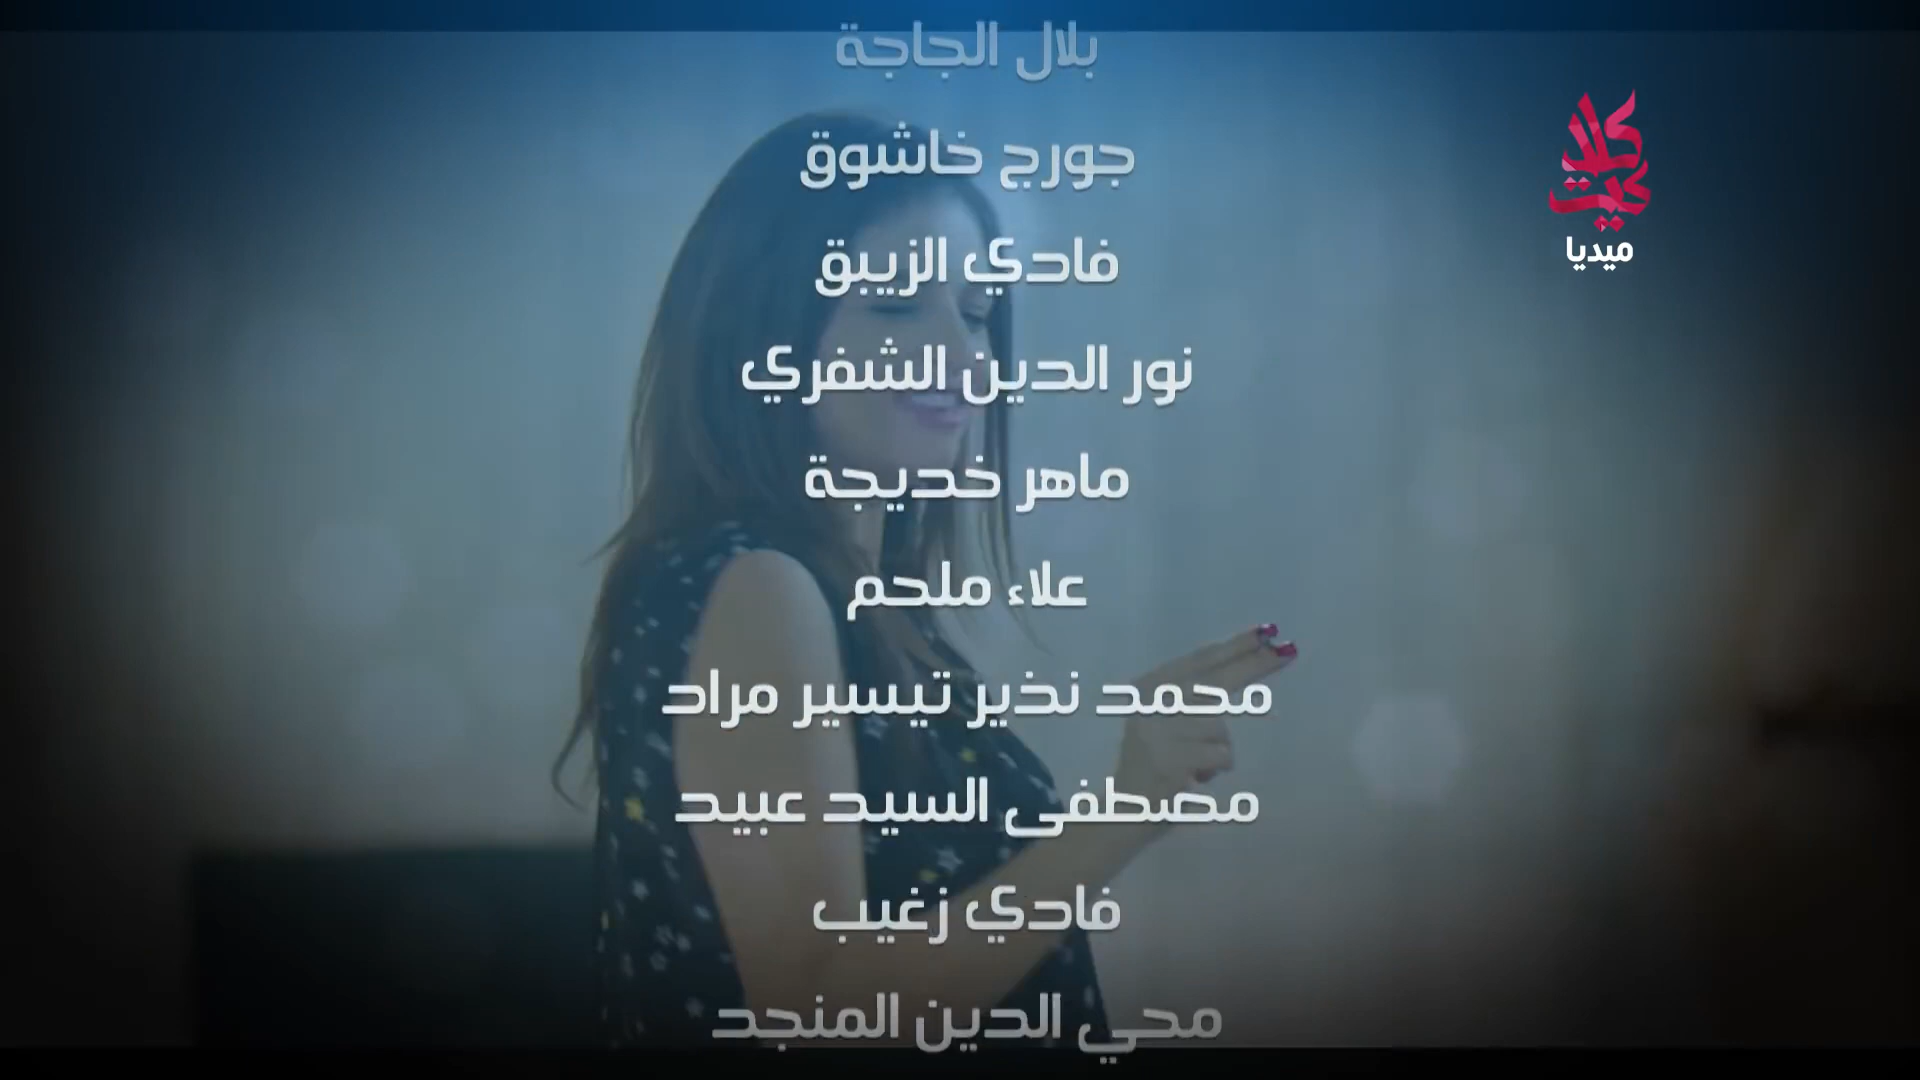 بلال الجاجة
جورج خاشوق
فادي الزيبق
نور الدين الشفري
ماهر خديجة
علاء ملحم
محمد نذير تيسير مراد
مصطفى السيد عبيد
فادي زغيب
محي الدين المنجد
كلاكيت
ميديا